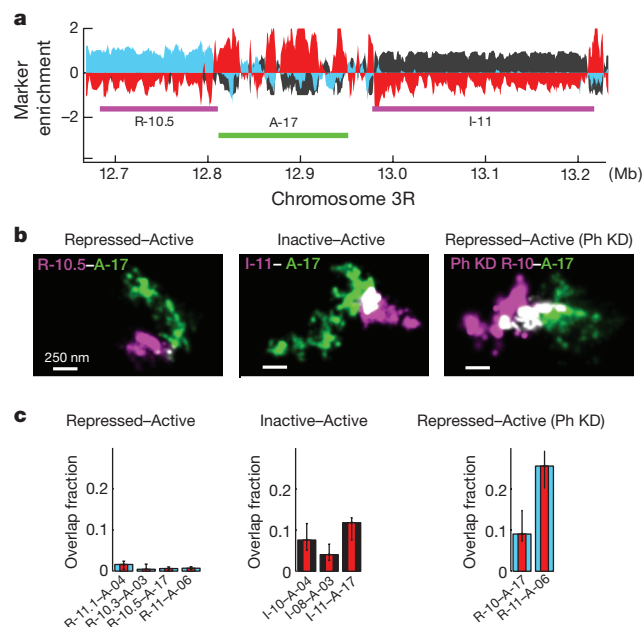 a
Marker enrichment
2
0
−2
R-10.5
A-17
I-11
12.7 12.8 12.9 13.0 13.1 13.2 (Mb)
Chromosome 3R
b
Repressed–Active Inactive–Active Repressed–Active (Ph KD)
R-10.5–A-17 I-11–A-17 Ph KD R-10–A-17
250 nm
c
Repressed–Active Inactive–Active Repressed–Active (Ph KD)
Overlap fraction
0.2
0.1
0
R-11.1–A-04
R-10.3–A-03
R-10.5–A-17
R-11–A-06
Overlap fraction
0.2
0.1
0
I-10–A-04
I-08–A-03
I-11–A-17
Overlap fraction
0.2
0.1
0
R-10–A-17
R-11–A-06